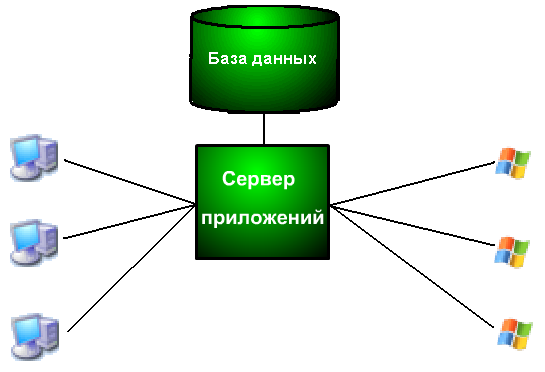 База данных
Сервер
приложений